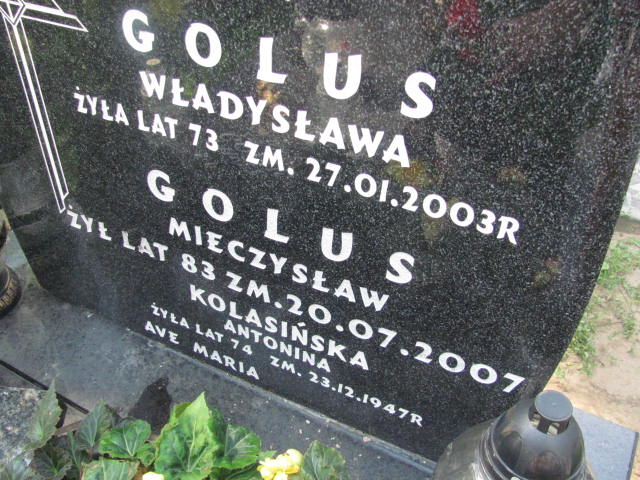 GOLUS
WŁADYSŁAWA
ŻYŁA LAT 73 ZM. 27.01.2003R
GOLUS
MIECZYSŁAW
ŻYŁ LAT 83 ZM. 20.07.2007
KOLASIŃSKA
ANTONINA
ŻYŁA LAT 74 ZM. 23.12.1947R
AVE MARIA